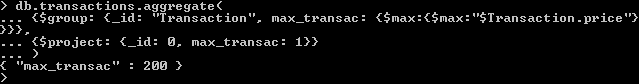 > db.transactions.aggregate(
... {$group: {_id: "Transaction", max_transac: {$max:{$max:"$Transaction.price"}
}}},
... {$project: {_id: 0, max_transac: 1}}
... )
{ "max_transac" : 200 }
>